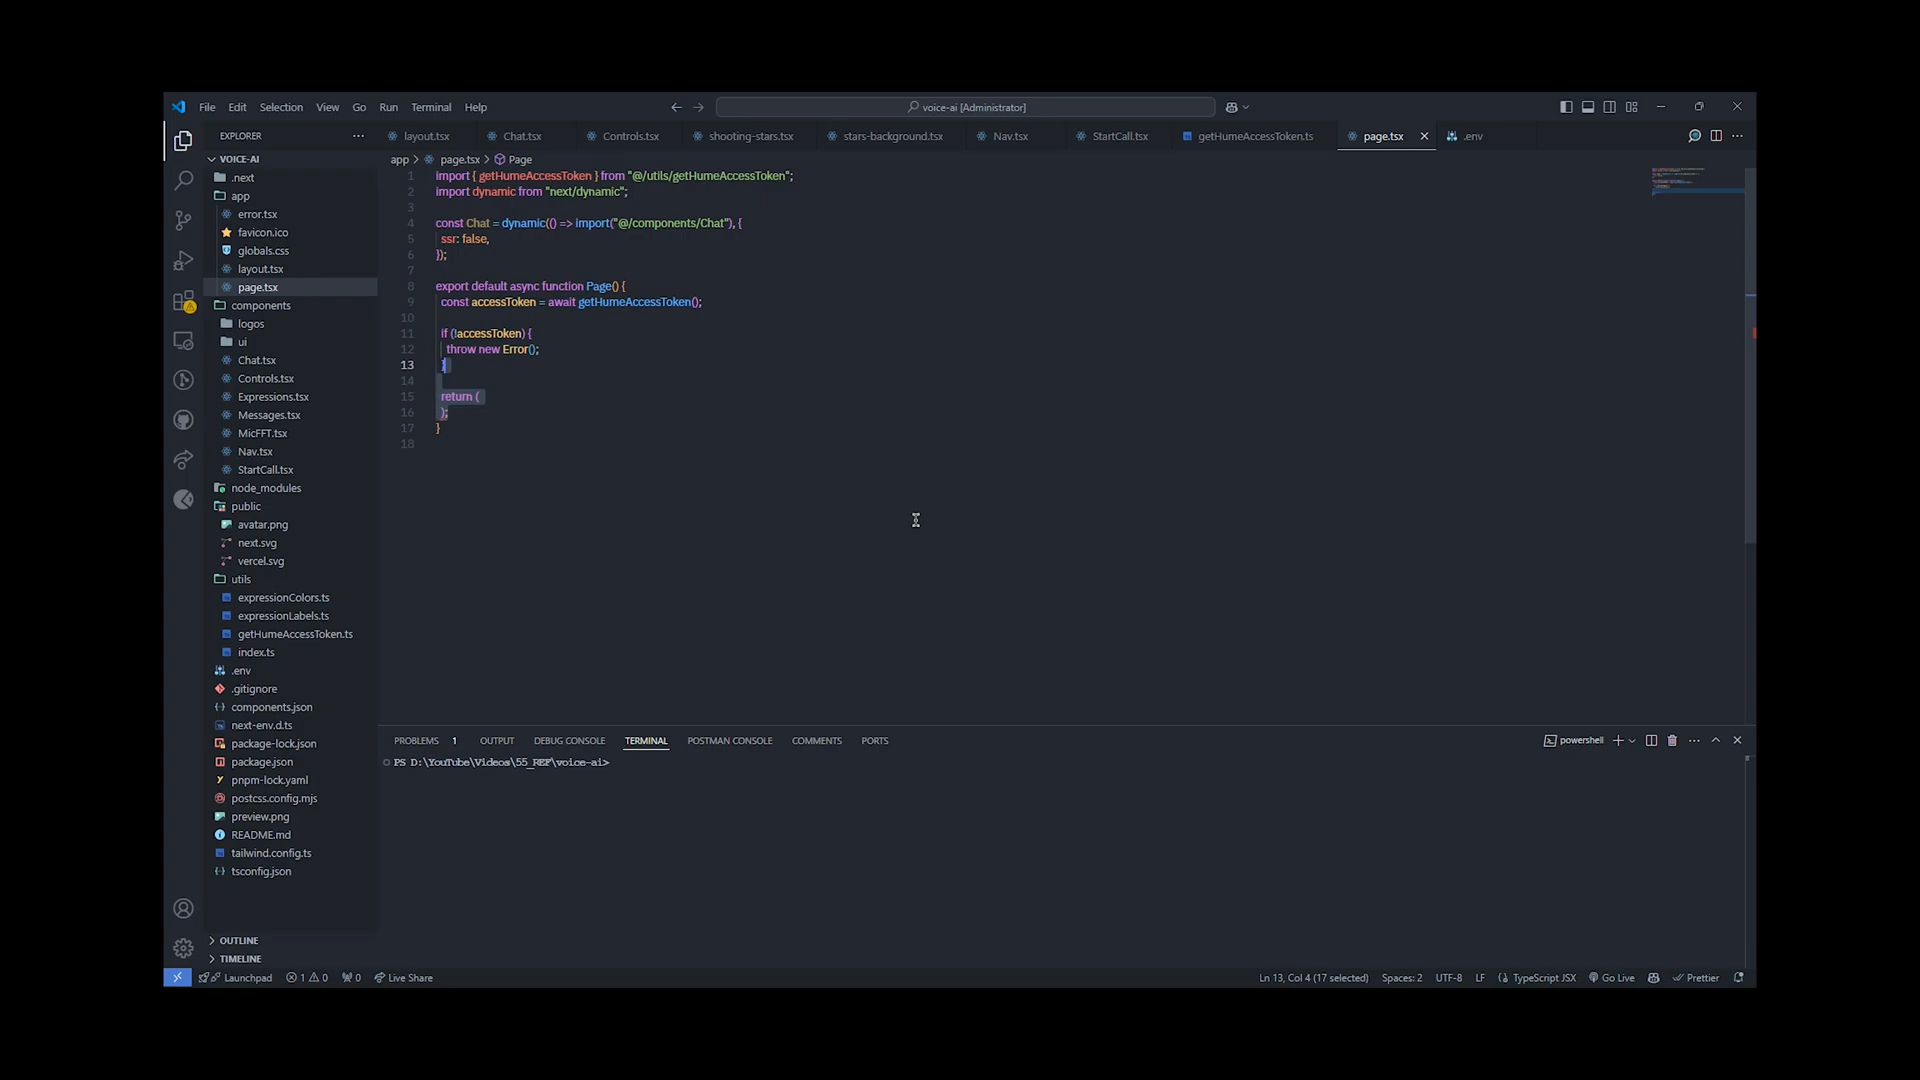 File Edit Selection View Go Run Terminal Help
voice-ai [Administrator]
EXPLORER
layout.tsx Chat.tsx Controls.tsx shooting-stars.tsx stars-background.tsx Nav.tsx StartCall.tsx getHumeAccessToken.ts page.tsx .env
VOICE-AI
.next
app
error.tsx
favicon.ico
globals.css
layout.tsx
page.tsx
components
logos
ui
Chat.tsx
Controls.tsx
Expressions.tsx
Messages.tsx
MicFFT.tsx
Nav.tsx
StartCall.tsx
node_modules
public
avatar.png
next.svg
vercel.svg
utils
expressionColors.ts
expressionLabels.ts
getHumeAccessToken.ts
index.ts
.env
.gitignore
components.json
next-env.d.ts
package-lock.json
package.json
pnpm-lock.yaml
postcss.config.mjs
preview.png
README.md
tailwind.config.ts
tsconfig.json
OUTLINE
TIMELINE
app > page.tsx > Page
1 import { getHumeAccessToken } from "@/utils/getHumeAccessToken";
2 import dynamic from "next/dynamic";
3
4 const Chat = dynamic(() => import("@/components/Chat"), {
5 ssr: false,
6 });
7
8 export default async function Page() {
9 const accessToken = await getHumeAccessToken();
10
11 if (!accessToken) {
12 throw new Error();
13 }
14
15 return (
16 );
17 }
18
PROBLEMS 1 OUTPUT DEBUG CONSOLE TERMINAL POSTMAN CONSOLE COMMENTS PORTS
powershell
PS D:\YouTube\Videos\55_REF\voice-ai>
Launchpad 1 0 0 Live Share
Ln 13, Col 4 (17 selected) Spaces: 2 UTF-8 LF TypeScript JSX Go Live Prettier